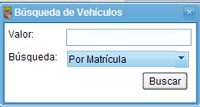 Búsqueda de Vehículos
Valor:
Búsqueda: Por Matrícula
Buscar